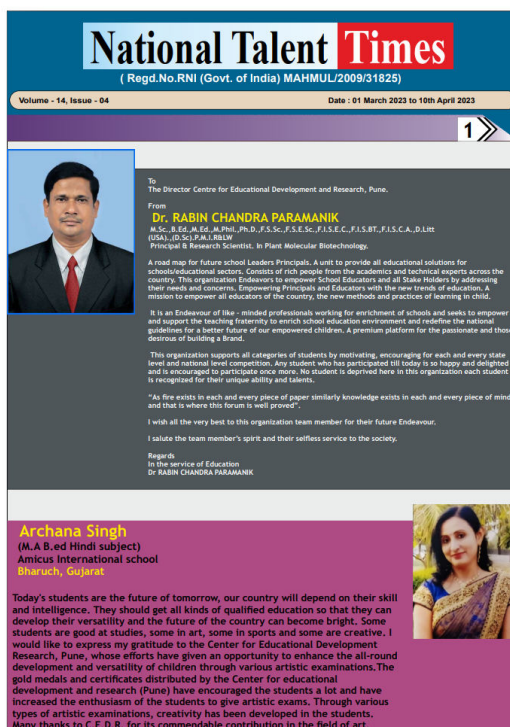 National Talent Times
( Regd.No.RNI (Govt. of India) MAHMUL/2009/31825)
Volume - 14, Issue - 04
Date : 01 March 2023 to 10th April 2023
1
To
The Director Centre for Educational Development and Research, Pune.
From
Dr. RABIN CHANDRA PARAMANIK
M.Sc.,B.Ed.,M.Ed.,M.Phil.,Ph.D.,F.S.Sc.,F.S.E.Sc.,F.I.S.E.C.,F.I.S.BT.,F.I.S.C.A.,D.Litt
(USA).,(D.Sc).P.M.I.R&LW
Principal & Research Scientist. In Plant Molecular Biotechnology.
A road map for future school Leaders Principals. A unit to provide all educational solutions for
schools/educational sectors. Consists of rich people from the academics and technical experts across the
country. This organization Endeavors to empower School Educators and all Stake Holders by addressing
their needs and concerns. Empowering Principals and Educators with the new trends of education. A
mission to empower all educators of the country, the new methods and practices of learning in child.
It is an Endeavour of like - minded professionals working for enrichment of schools and seeks to empower
and support the teaching fraternity to enrich school education environment and redefine the national
guidelines for a better future of our empowered children. A premium platform for the passionate and those
desirous of building a Brand.
This organization supports all categories of students by motivating, encouraging for each and every state
level and national level competition. Any student who has participated till today is so happy and delighted
and is encouraged to participate once more. No student is deprived here in this organization each student
is recognized for their unique ability and talents.
"As fire exists in each and every piece of paper similarly knowledge exists in each and every piece of mind
and that is where this forum is well proved".
I wish all the very best to this organization team member for their future Endeavour.
I salute the team member's spirit and their selfless service to the society.
Regards
In the service of Education
Dr RABIN CHANDRA PARAMANIK
Archana Singh
(M.A B.ed Hindi subject)
Amicus International school
Bharuch, Gujarat
Today's students are the future of tomorrow, our country will depend on their skill
and intelligence. They should get all kinds of qualified education so that they can
develop their versatility and the future of the country can become bright. Some
students are good at studies, some in art, some in sports and some are creative. I
would like to express my gratitude to the Center for Educational Development
Research, Pune, whose efforts have given an opportunity to enhance the all-round
development and versatility of children through various artistic examinations.The
gold medals and certificates distributed by the Center for educational
development and research (Pune) have encouraged the students a lot and have
increased the enthusiasm of the students to give artistic exams. Through various
types of artistic examinations, creativity has been developed in the students.
Many thanks to C.E.D.R. for its commendable contribution in the field of art